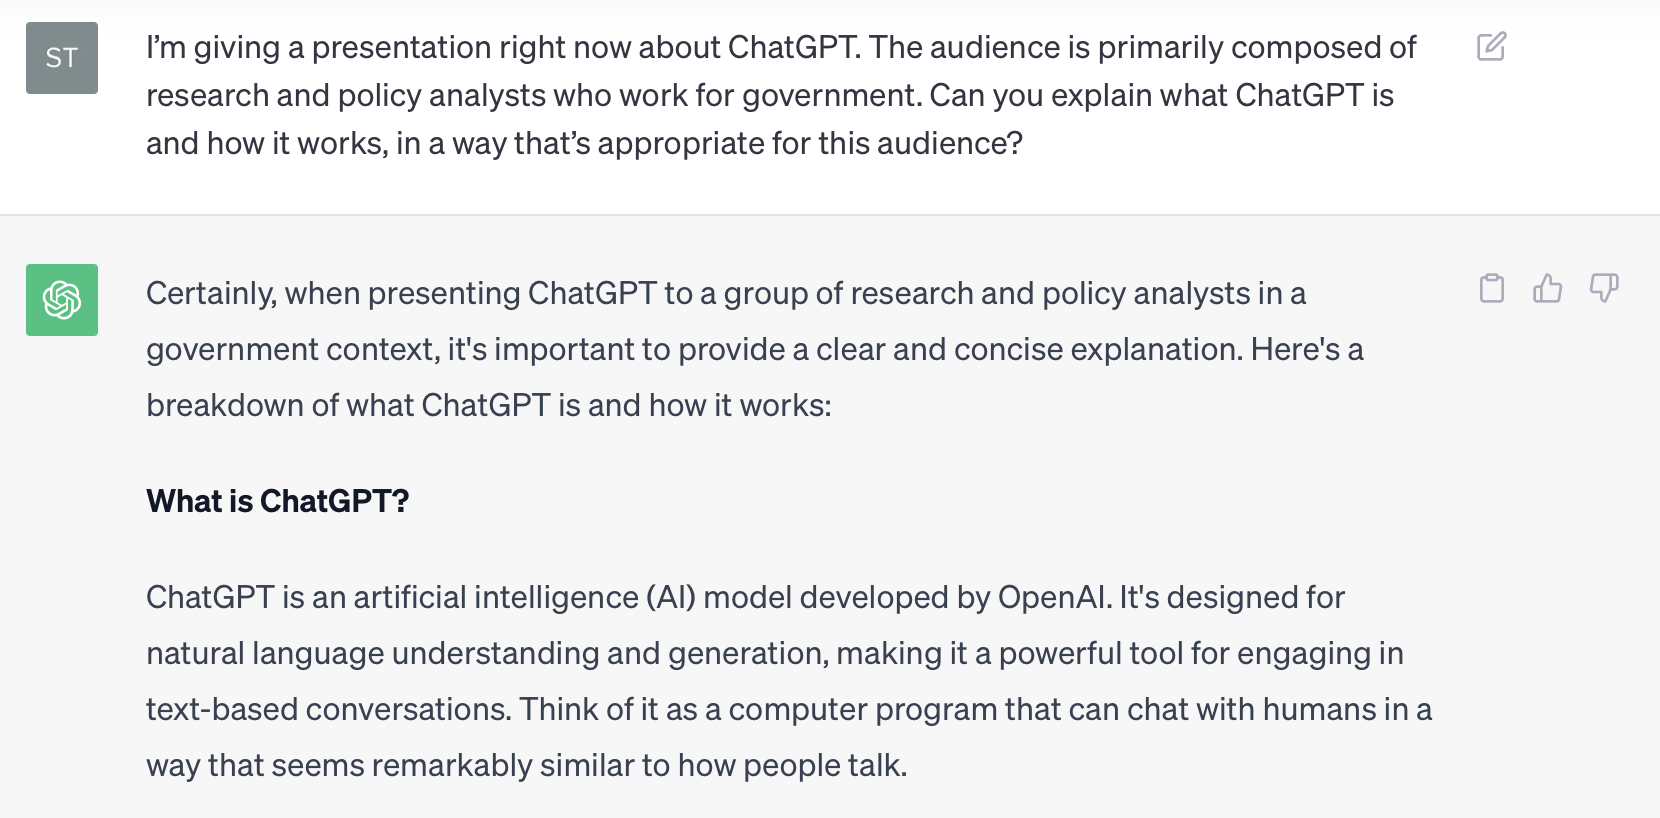 ST
I’m giving a presentation right now about ChatGPT. The audience is primarily composed of
research and policy analysts who work for government. Can you explain what ChatGPT is
and how it works, in a way that’s appropriate for this audience?
Certainly, when presenting ChatGPT to a group of research and policy analysts in a
government context, it's important to provide a clear and concise explanation. Here's a
breakdown of what ChatGPT is and how it works:
What is ChatGPT?
ChatGPT is an artificial intelligence (AI) model developed by OpenAI. It's designed for
natural language understanding and generation, making it a powerful tool for engaging in
text-based conversations. Think of it as a computer program that can chat with humans in a
way that seems remarkably similar to how people talk.